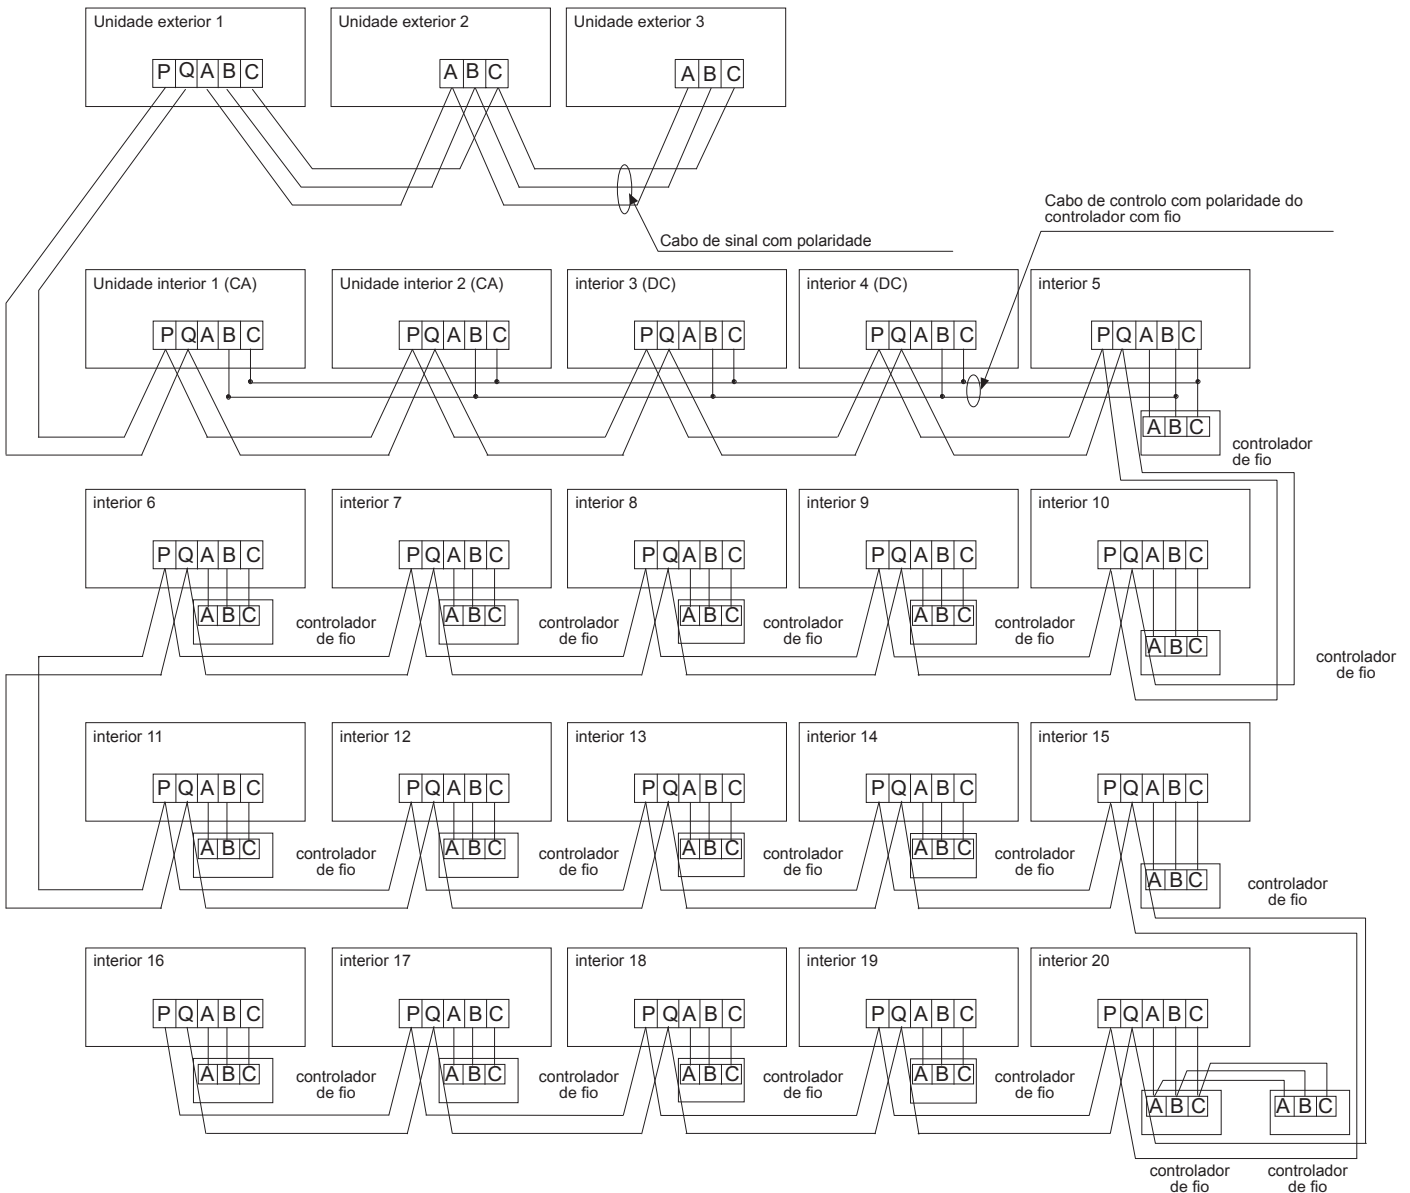 Unidade exterior 1
Unidade exterior 2
Unidade exterior 3
P Q A B C
A B C
A B C
Cabo de controlo com polaridade do
controlador com fio
Cabo de sinal com polaridade
Unidade interior 1 (CA)
Unidade interior 2 (CA)
interior 3 (DC)
interior 4 (DC)
interior 5
P Q A B C
P Q A B C
P Q A B C
P Q A B C
P Q A B C
A B C
controlador
de fio
interior 6
interior 7
interior 8
interior 9
interior 10
P Q A B C
P Q A B C
P Q A B C
P Q A B C
P Q A B C
A B C
controlador
de fio
A B C
controlador
de fio
A B C
controlador
de fio
A B C
controlador
de fio
A B C
controlador
de fio
interior 11
interior 12
interior 13
interior 14
interior 15
P Q A B C
P Q A B C
P Q A B C
P Q A B C
P Q A B C
A B C
controlador
de fio
A B C
controlador
de fio
A B C
controlador
de fio
A B C
controlador
de fio
A B C
controlador
de fio
interior 16
interior 17
interior 18
interior 19
interior 20
P Q A B C
P Q A B C
P Q A B C
P Q A B C
P Q A B C
A B C
controlador
de fio
A B C
controlador
de fio
A B C
controlador
de fio
A B C
controlador
de fio
A B C
A B C
controlador
de fio
controlador
de fio